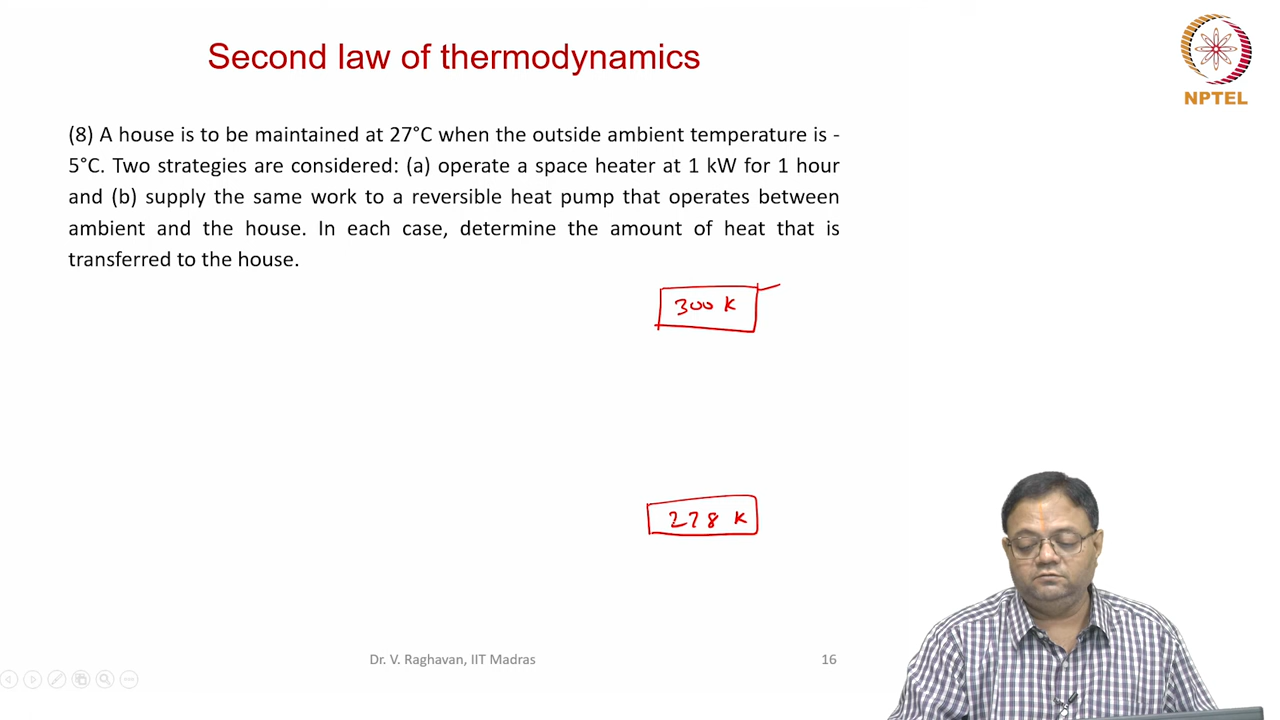 Second law of thermodynamics
NPTEL
(8) A house is to be maintained at 27°C when the outside ambient temperature is -
5°C. Two strategies are considered: (a) operate a space heater at 1 kW for 1 hour
and (b) supply the same work to a reversible heat pump that operates between
ambient and the house. In each case, determine the amount of heat that is
transferred to the house.
300 K
278 K
Dr. V. Raghavan, IIT Madras
16